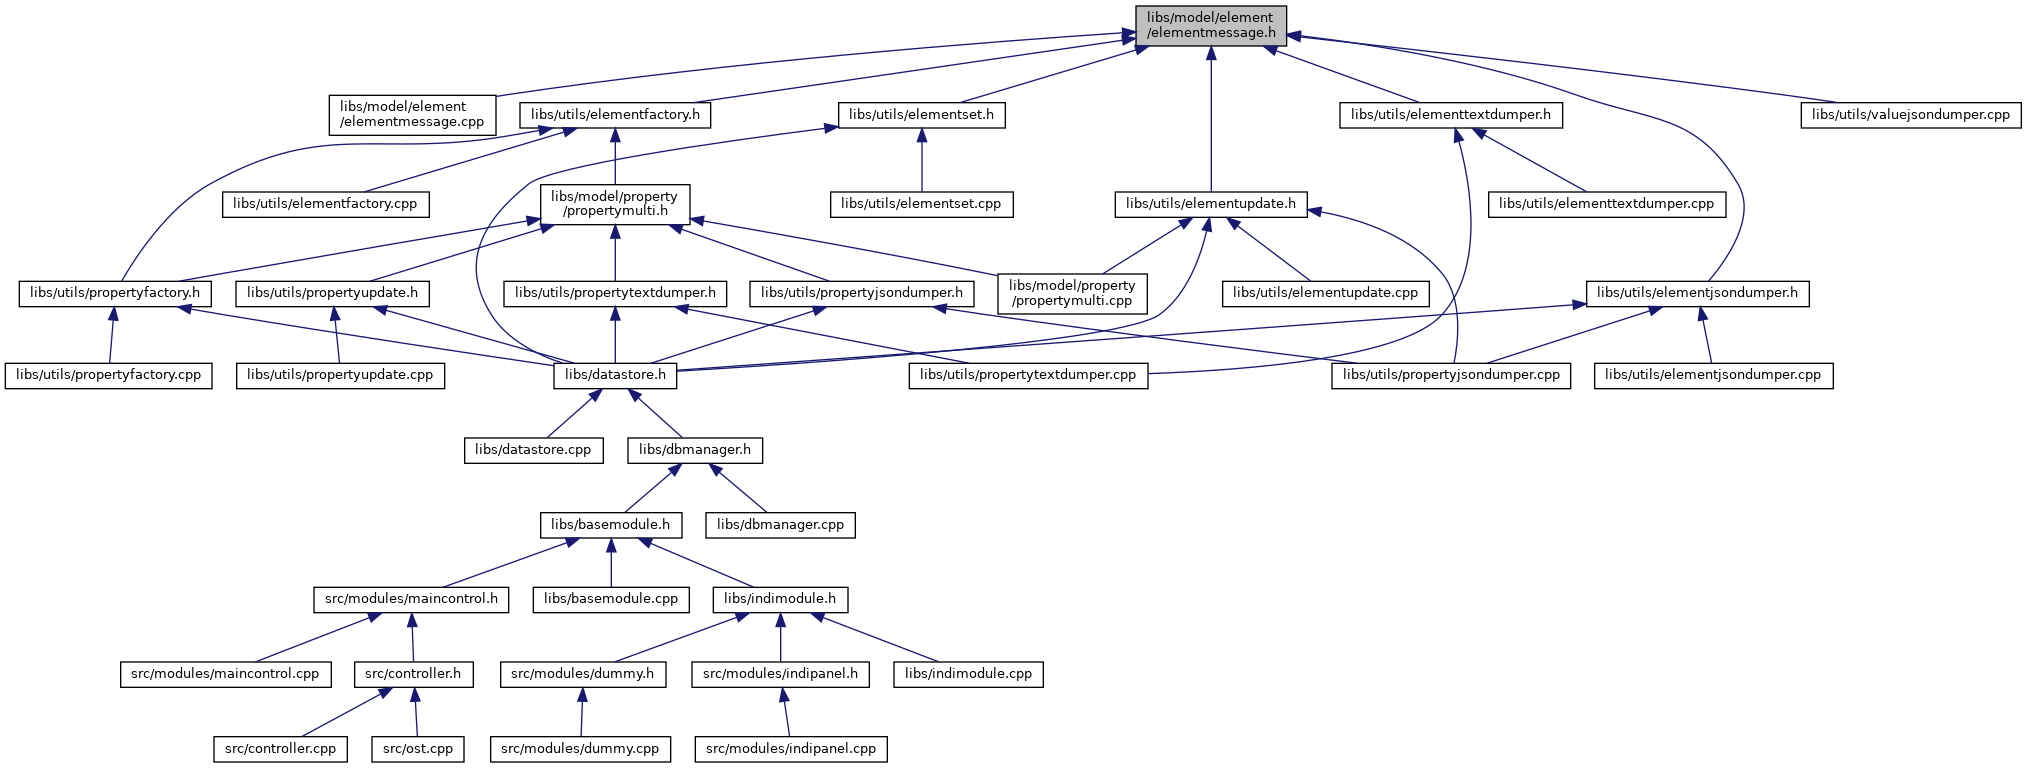 libs/model/element
/elementmessage.h
libs/model/element
/elementmessage.cpp
libs/utils/elementfactory.h
libs/utils/elementset.h
libs/utils/elementtextdumper.h
libs/utils/valuejsondumper.cpp
libs/utils/elementfactory.cpp
libs/model/property
/propertymulti.h
libs/utils/elementset.cpp
libs/utils/elementupdate.h
libs/utils/elementtextdumper.cpp
libs/utils/propertyfactory.h
libs/utils/propertyupdate.h
libs/utils/propertytextdumper.h
libs/utils/propertyjsondumper.h
libs/model/property
/propertymulti.cpp
libs/utils/elementupdate.cpp
libs/utils/elementjsondumper.h
libs/utils/propertyfactory.cpp
libs/utils/propertyupdate.cpp
libs/datastore.h
libs/utils/propertytextdumper.cpp
libs/utils/propertyjsondumper.cpp
libs/utils/elementjsondumper.cpp
libs/datastore.cpp
libs/dbmanager.h
libs/basemodule.h
libs/dbmanager.cpp
src/modules/maincontrol.h
libs/basemodule.cpp
libs/indimodule.h
src/modules/maincontrol.cpp
src/controller.h
src/modules/dummy.h
src/modules/indipanel.h
libs/indimodule.cpp
src/controller.cpp
src/ost.cpp
src/modules/dummy.cpp
src/modules/indipanel.cpp